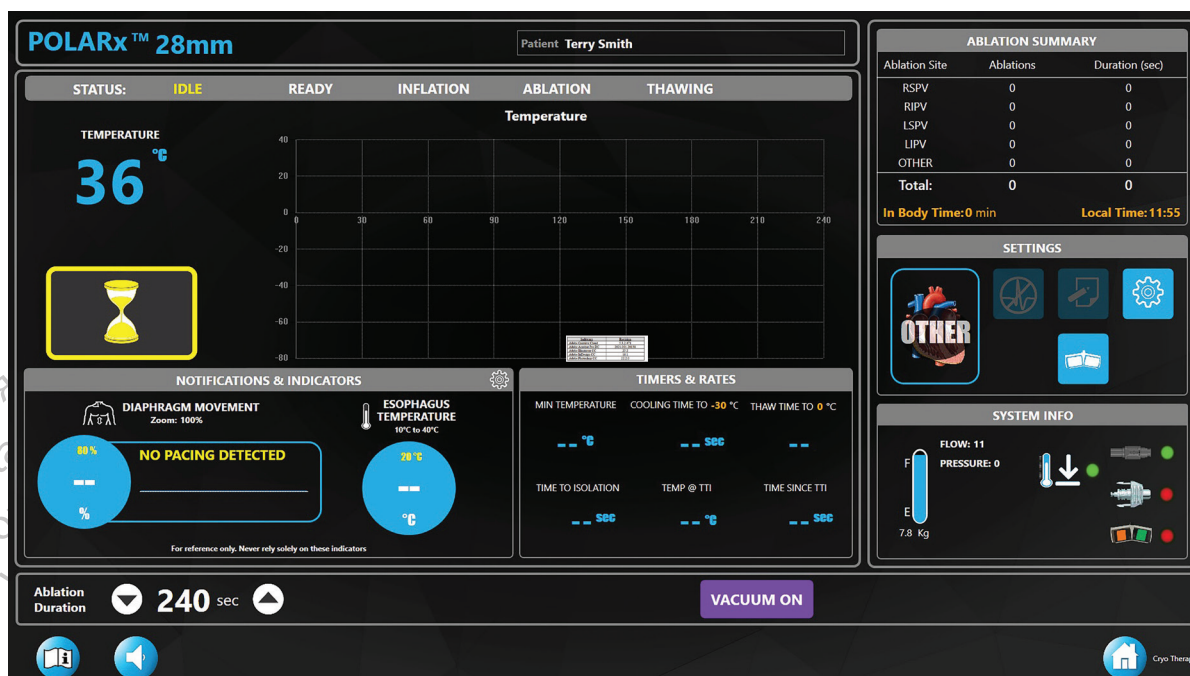 POLARx™ 28mm
Patient Terry Smith
STATUS: IDLE READY INFLATION ABLATION THAWING
TEMPERATURE
36 °C
Temperature
40
20
0
0 30 60 90 120 150 180 210 240
-20
-40
-60
-80
NOTIFICATIONS & INDICATORS
DIAPHRAGM MOVEMENT
Zoom: 100%
80 %
--
%
NO PACING DETECTED
ESOPHAGUS
TEMPERATURE
10°C to 40°C
20 °C
--
°C
For reference only. Never rely solely on these indicators
TIMERS & RATES
MIN TEMPERATURE COOLING TIME TO -30 °C THAW TIME TO 0 °C
-- °C -- sec --
TIME TO ISOLATION TEMP @ TTI TIME SINCE TTI
-- sec -- °C -- sec
ABLATION SUMMARY
Ablation Site Ablations Duration (sec)
RSPV 0 0
RIPV 0 0
LSPV 0 0
LIPV 0 0
OTHER 0 0
Total: 0 0
In Body Time: 0 min Local Time: 11:55
SETTINGS
OTHER
SYSTEM INFO
FLOW: 11
PRESSURE: 0
F
E
7.8 Kg
Ablation
Duration
240 sec
VACUUM ON
Cryo